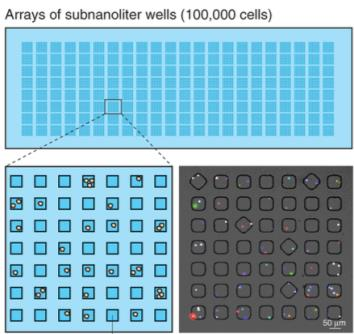 Arrays of subnanoliter wells (100,000 cells)
50 µm